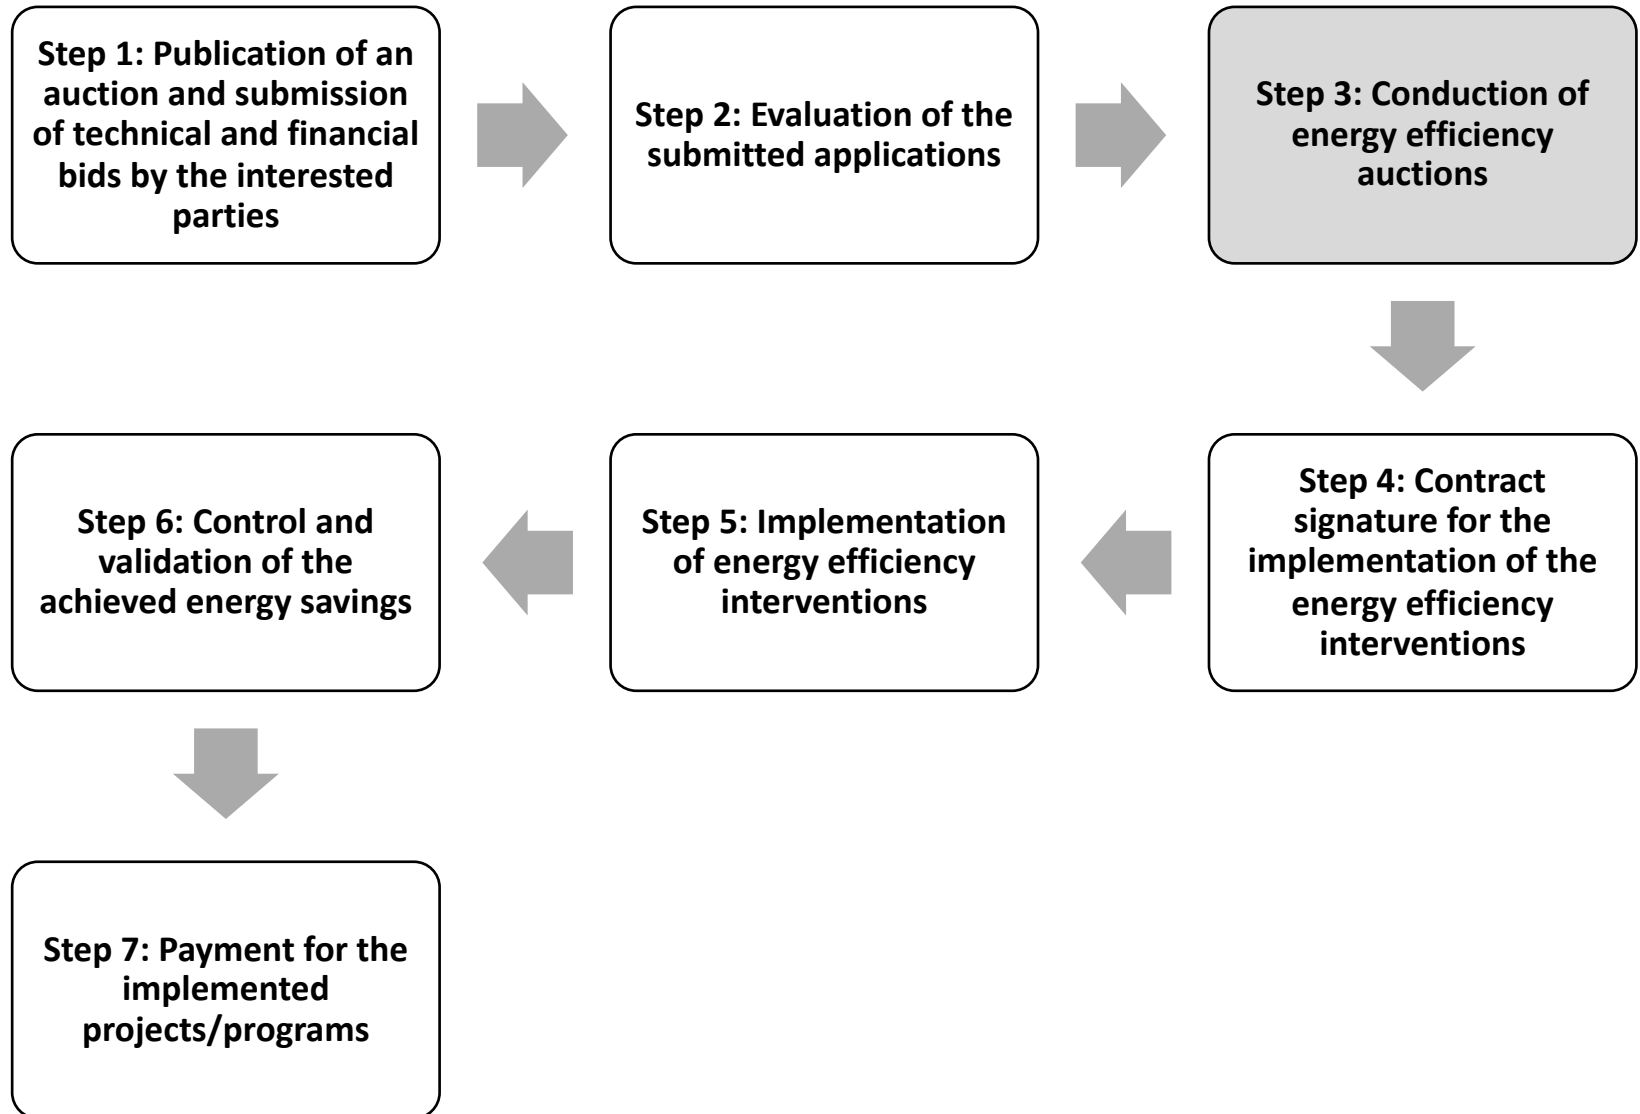 Step 1: Publication of an
auction and submission
of technical and financial
bids by the interested
parties
Step 2: Evaluation of the
submitted applications
Step 3: Conduction of
energy efficiency
auctions
Step 4: Contract
signature for the
implementation of the
energy efficiency
interventions
Step 5: Implementation
of energy efficiency
interventions
Step 6: Control and
validation of the
achieved energy savings
Step 7: Payment for the
implemented
projects/programs